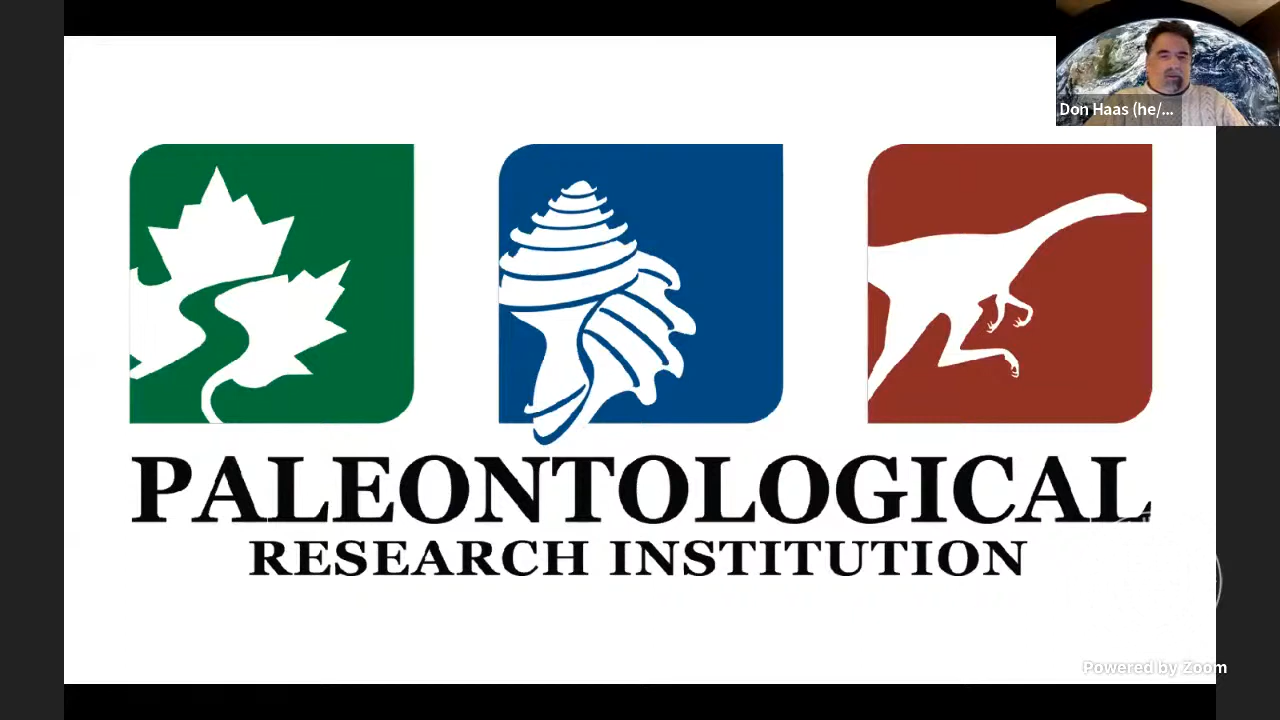 Don Haas (he/...
PALEONTOLOGICAL
RESEARCH INSTITUTION
Powered by Zoom